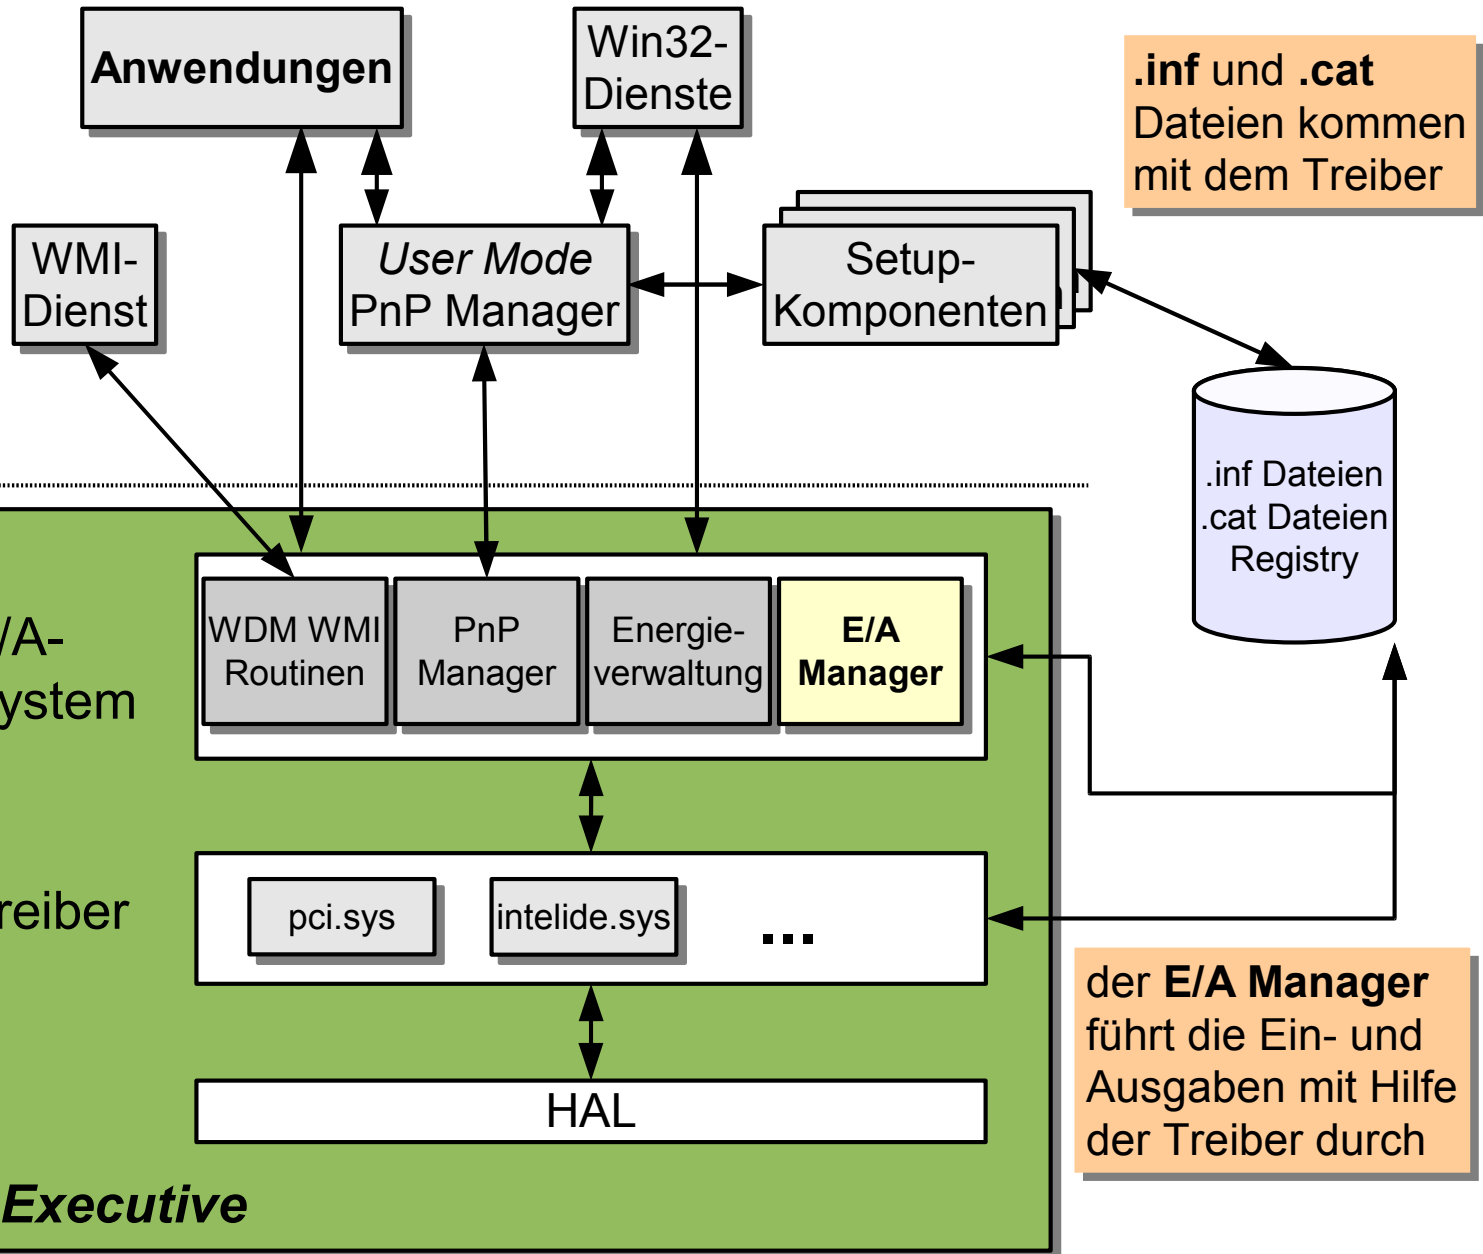 Anwendungen
Win32-
Dienste
.inf und .cat
Dateien kommen
mit dem Treiber
WMI-
Dienst
User Mode
PnP Manager
Setup-
Komponenten
.inf Dateien
.cat Dateien
Registry
/A-
ystem
WDM WMI
Routinen
PnP
Manager
Energie-
verwaltung
E/A
Manager
reiber
pci.sys
intelide.sys
...
der E/A Manager
führt die Ein- und
Ausgaben mit Hilfe
der Treiber durch
HAL
Executive